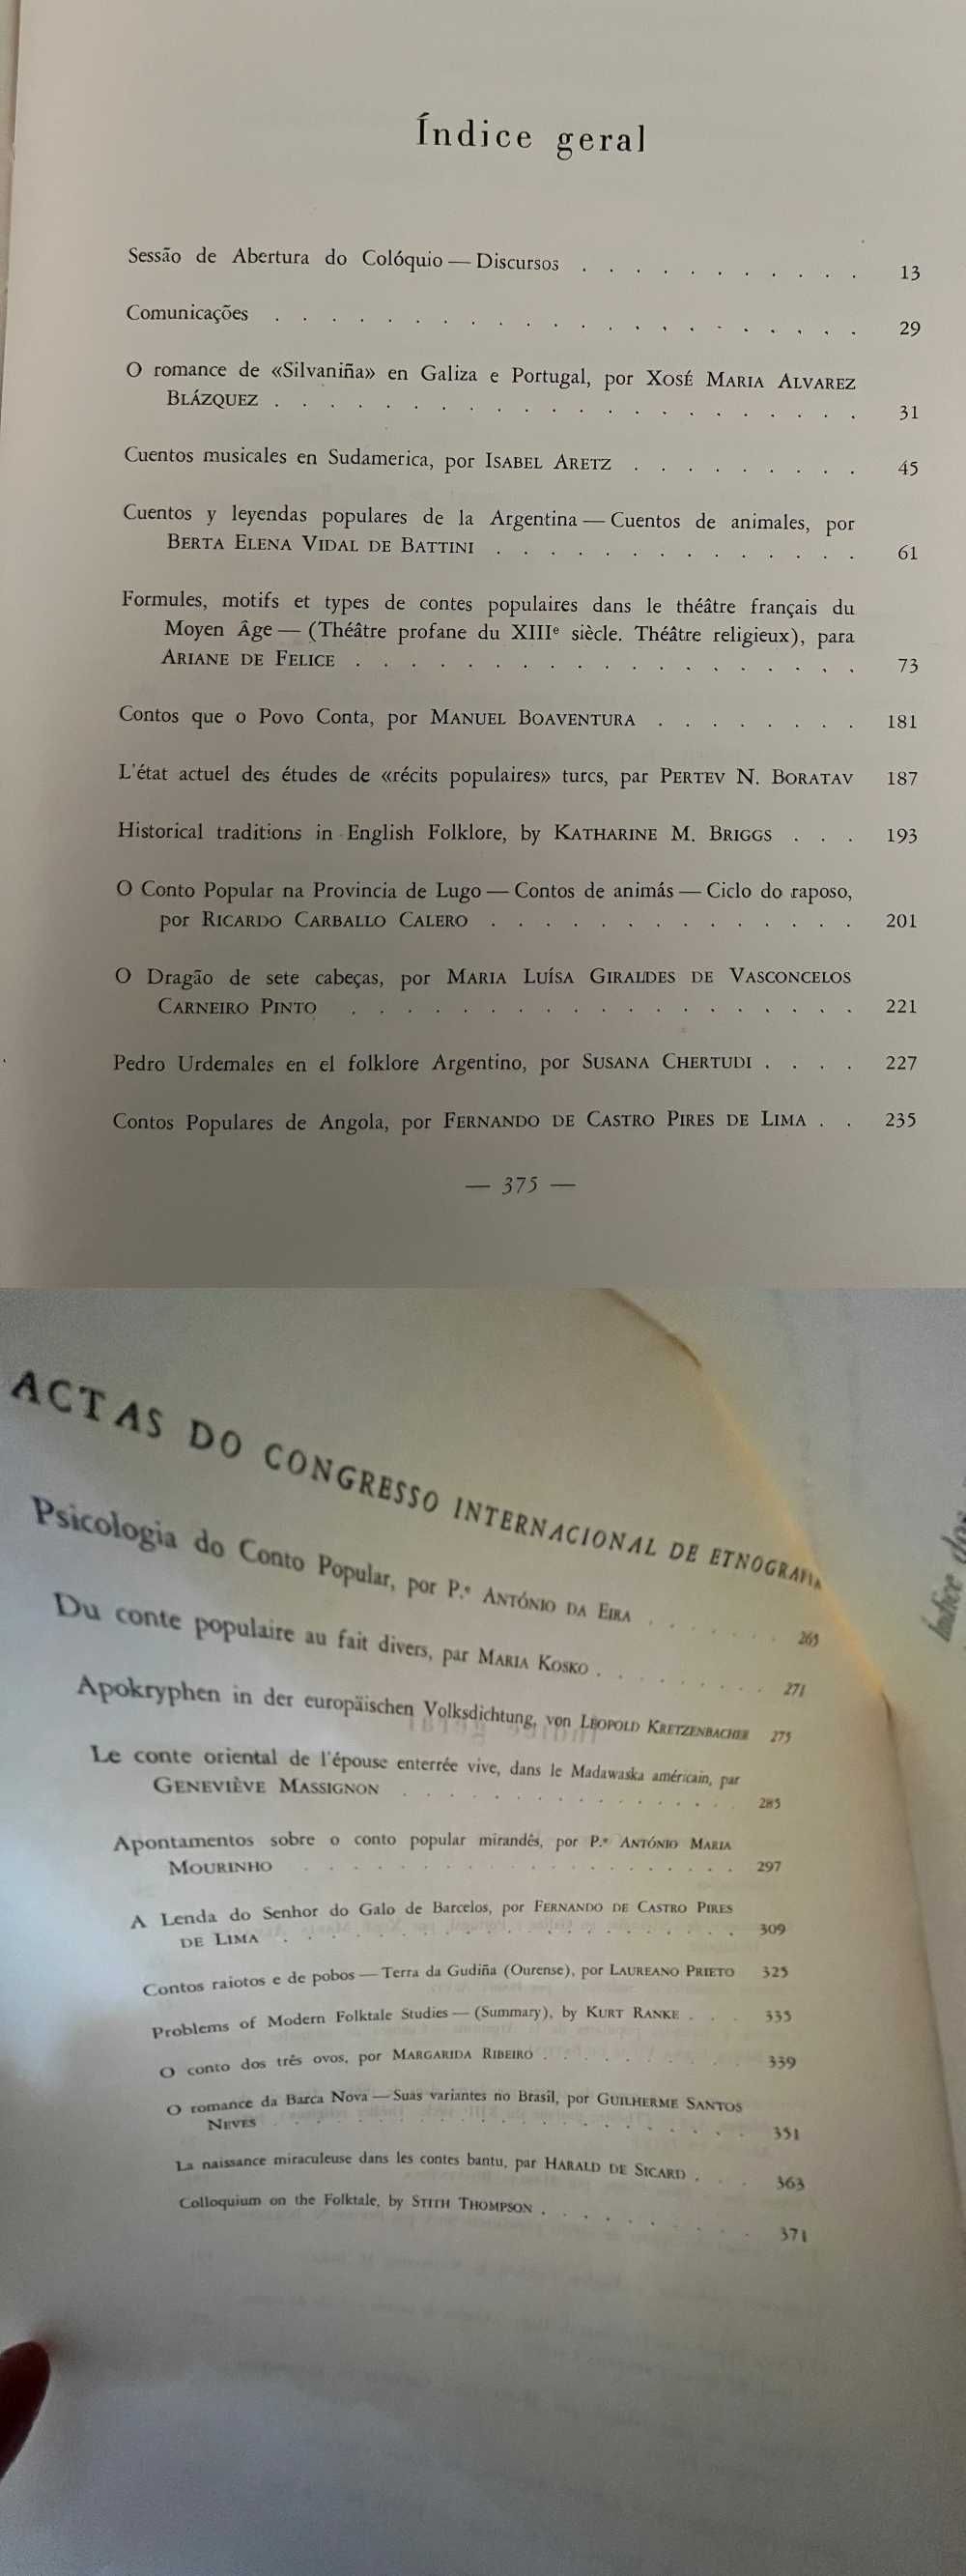 Índice geral
Sessão de Abertura do Colóquio — Discursos . . . . . . . . . . . 13
Comunicações . . . . . . . . . . . . . . . . . . . . . . 29
O romance de «Silvaniña» en Galiza e Portugal, por XOSÉ MARIA ALVAREZ
BLÁZQUEZ . . . . . . . . . . . . . . . . . . . . . . 31
Cuentos musicales en Sudamerica, por ISABEL ARETZ . . . . . . . . . 45
Cuentos y leyendas populares de la Argentina — Cuentos de animales, por
BERTA ELENA VIDAL DE BATTINI . . . . . . . . . . . . . . 61
Formules, motifs et types de contes populaires dans le théâtre français du
Moyen Âge — (Théâtre profane du XIIIe siècle. Théâtre religieux), para
ARIANE DE FELICE . . . . . . . . . . . . . . . . . . . 73
Contos que o Povo Conta, por MANUEL BOAVENTURA . . . . . . . . 181
L'état actuel des études de «récits populaires» turcs, par PERTEV N. BORATAV 187
Historical traditions in English Folklore, by KATHARINE M. BRIGGS . . . 193
O Conto Popular na Provincia de Lugo — Contos de animás — Ciclo do raposo,
por RICARDO CARBALLO CALERO . . . . . . . . . . . . . . 201
O Dragão de sete cabeças, por MARIA LUÍSA GIRALDES DE VASCONCELOS
CARNEIRO PINTO . . . . . . . . . . . . . . . . . . . 221
Pedro Urdemales en el folklore Argentino, por SUSANA CHERTUDI . . . . 227
Contos Populares de Angola, por FERNANDO DE CASTRO PIRES DE LIMA . . 235
— 375 —
ACTAS DO CONGRESSO INTERNACIONAL DE ETNOGRAFIA
Psicologia do Conto Popular, por P.e ANTÓNIO DA EIRA . . . . . . . 265
Du conte populaire au fait divers, par MARIA KOSKO . . . . . . . . . 271
Apokryphen in der europäischen Volksdichtung, von LEOPOLD KRETZENBACHER 275
Le conte oriental de l'épouse enterrée vive, dans le Madawaska américain, par
GENEVIÈVE MASSIGNON . . . . . . . . . . . . . . . . 285
Apontamentos sobre o conto popular mirandês, por P.e ANTÓNIO MARIA
MOURINHO . . . . . . . . . . . . . . . . . . . 297
A Lenda do Senhor do Galo de Barcelos, por FERNANDO DE CASTRO PIRES
DE LIMA . . . . . . . . . . . . . . . . . . . . 309
Contos raiotos e de pobos — Terra da Gudiña (Ourense), por LAUREANO PRIETO 325
Problems of Modern Folktale Studies — (Summary), by KURT RANKE . . . 335
O conto dos três ovos, por MARGARIDA RIBEIRO . . . . . . . . . 339
O romance da Barca Nova — Suas variantes no Brasil, por GUILHERME SANTOS
NEVES . . . . . . . . . . . . . . . . . . . . 351
La naissance miraculeuse dans les contes bantu, par HARALD DE SICARD . . . 363
Colloquium on the Folktale, by STITH THOMPSON . . . . . . . . . . 371
Índice dos